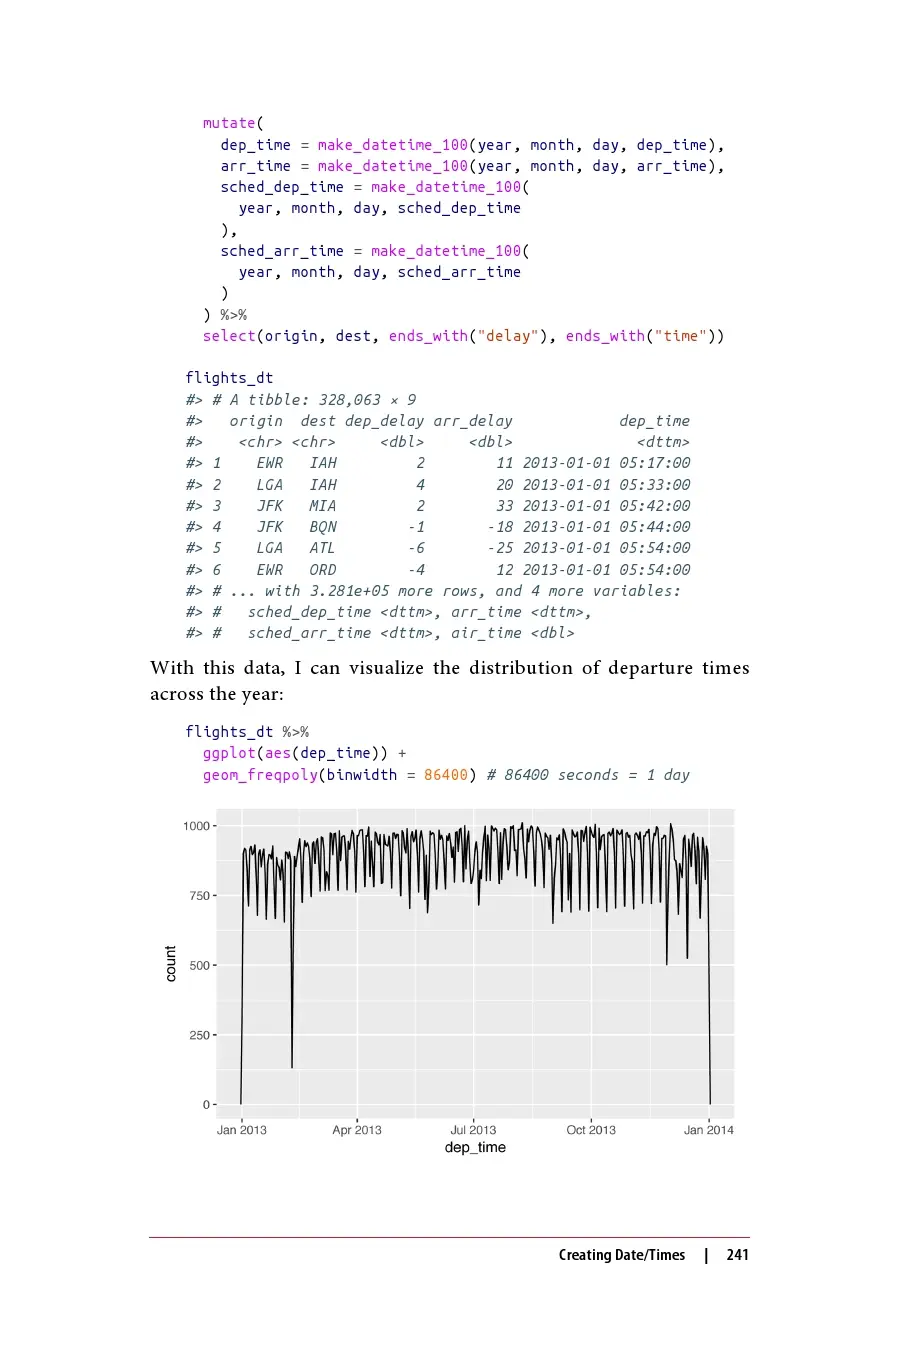 mutate(
dep_time = make_datetime_100(year, month, day, dep_time),
arr_time = make_datetime_100(year, month, day, arr_time),
sched_dep_time = make_datetime_100(
year, month, day, sched_dep_time
),
sched_arr_time = make_datetime_100(
year, month, day, sched_arr_time
)
) %>%
select(origin, dest, ends_with("delay"), ends_with("time"))
flights_dt
#> # A tibble: 328,063 × 9
#>   origin  dest dep_delay arr_delay            dep_time
#>    <chr> <chr>     <dbl>     <dbl>              <dttm>
#> 1    EWR   IAH         2        11 2013-01-01 05:17:00
#> 2    LGA   IAH         4        20 2013-01-01 05:33:00
#> 3    JFK   MIA         2        33 2013-01-01 05:42:00
#> 4    JFK   BQN        -1       -18 2013-01-01 05:44:00
#> 5    LGA   ATL        -6       -25 2013-01-01 05:54:00
#> 6    EWR   ORD        -4        12 2013-01-01 05:54:00
#> # ... with 3.281e+05 more rows, and 4 more variables:
#> #   sched_dep_time <dttm>, arr_time <dttm>,
#> #   sched_arr_time <dttm>, air_time <dbl>
With this data, I can visualize the distribution of departure times
across the year:
flights_dt %>%
ggplot(aes(dep_time)) +
geom_freqpoly(binwidth = 86400) # 86400 seconds = 1 day
1000
750
500
250
0
count
Jan 2013 Apr 2013 Jul 2013 Oct 2013 Jan 2014
dep_time
Creating Date/Times | 241